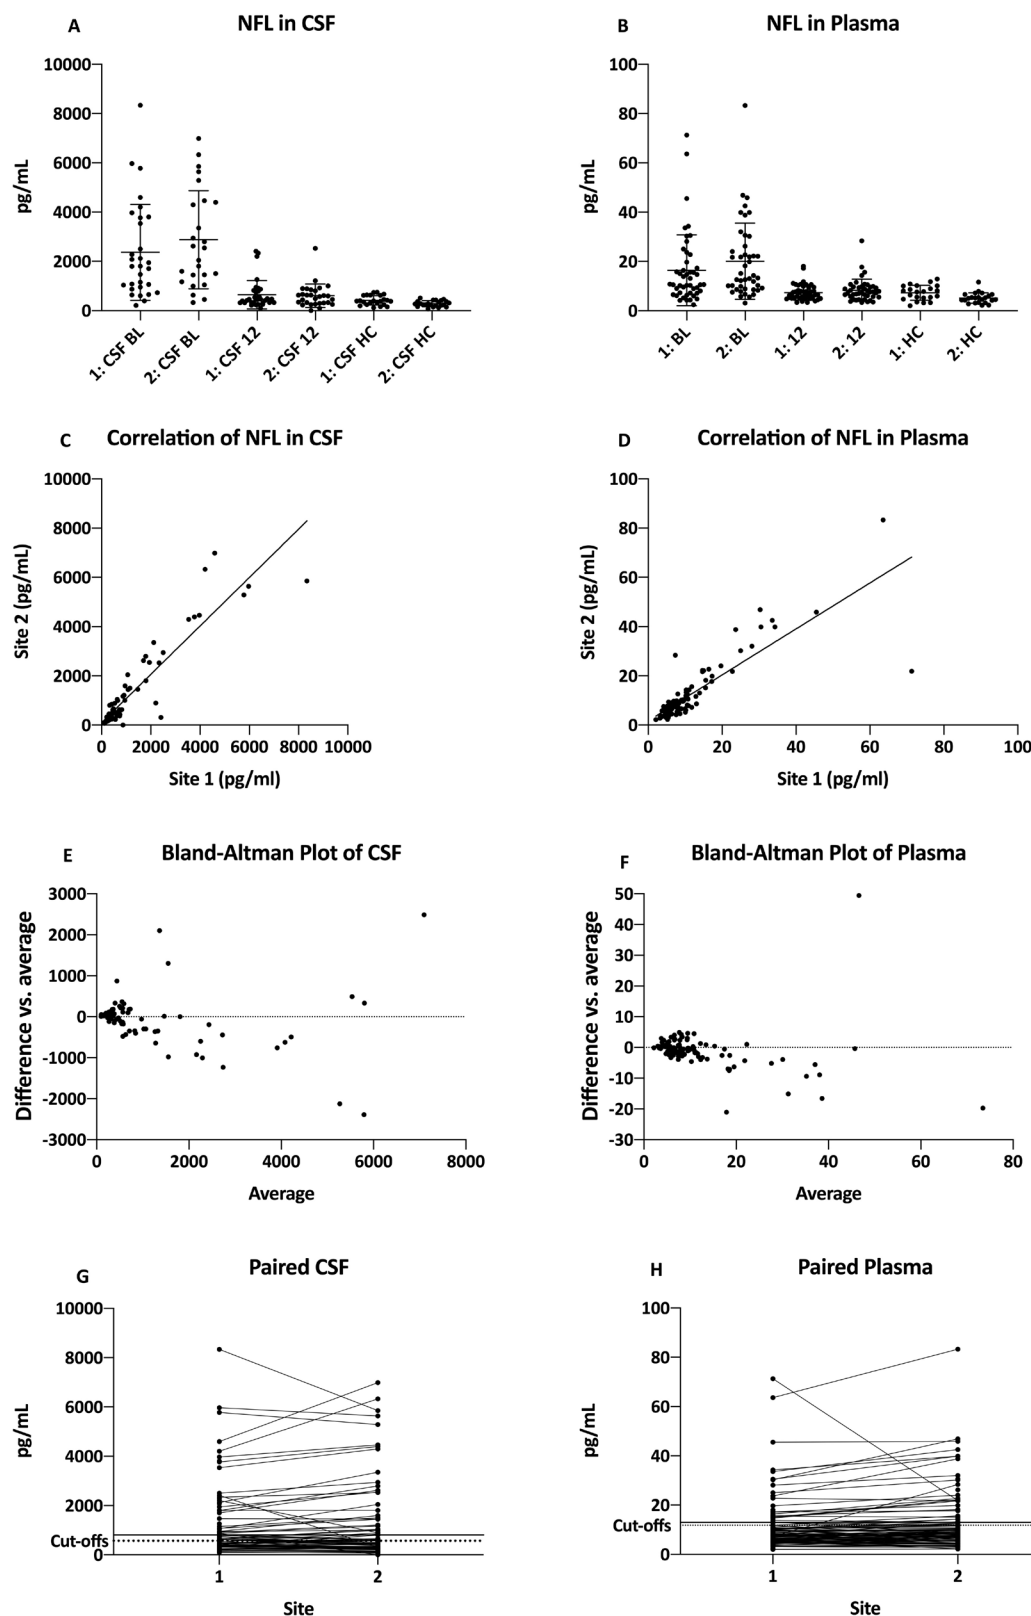 A NFL in CSF
pg/mL
10000
8000
6000
4000
2000
0
1: CSF BL
2: CSF BL
1: CSF 12
2: CSF 12
1: CSF HC
2: CSF HC
B NFL in Plasma
pg/mL
100
80
60
40
20
0
1: BL
2: BL
1: 12
2: 12
1: HC
2: HC
C Correlation of NFL in CSF
Site 2 (pg/mL)
10000
8000
6000
4000
2000
0
0 2000 4000 6000 8000 10000
Site 1 (pg/ml)
D Correlation of NFL in Plasma
Site 2 (pg/mL)
100
80
60
40
20
0
0 20 40 60 80 100
Site 1 (pg/ml)
E Bland-Altman Plot of CSF
Difference vs. average
3000
2000
1000
0
-1000
-2000
-3000
0 2000 4000 6000 8000
Average
F Bland-Altman Plot of Plasma
Difference vs. average
50
40
30
20
10
0
-10
-20
-30
0 20 40 60 80
Average
G Paired CSF
pg/mL
10000
8000
6000
4000
2000
Cut-offs
0
1 2
Site
H Paired Plasma
pg/mL
100
80
60
40
20
Cut-offs
0
1 2
Site